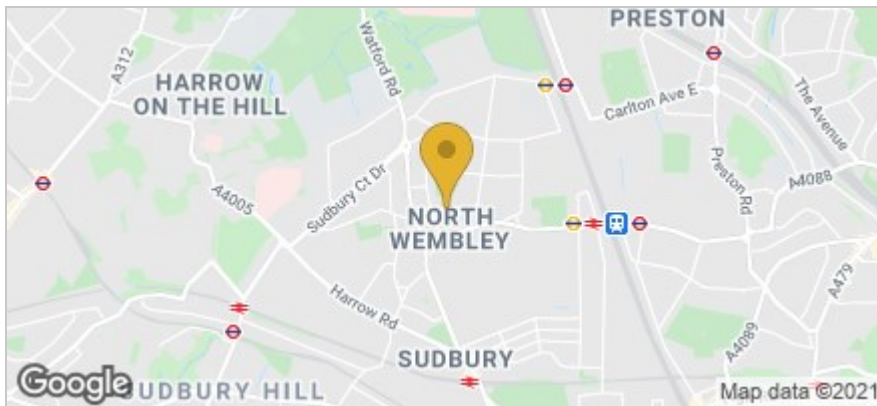 PRESTON
A312
Watford Rd
HARROW
ON THE HILL
Carlton Ave E
The Avenue
Preston Rd
A4088
A4005
Sudbury Ct Dr
NORTH
WEMBLEY
A479
Harrow Rd
A4089
SUDBURY
Google
SUDBURY HILL
Map data ©2021